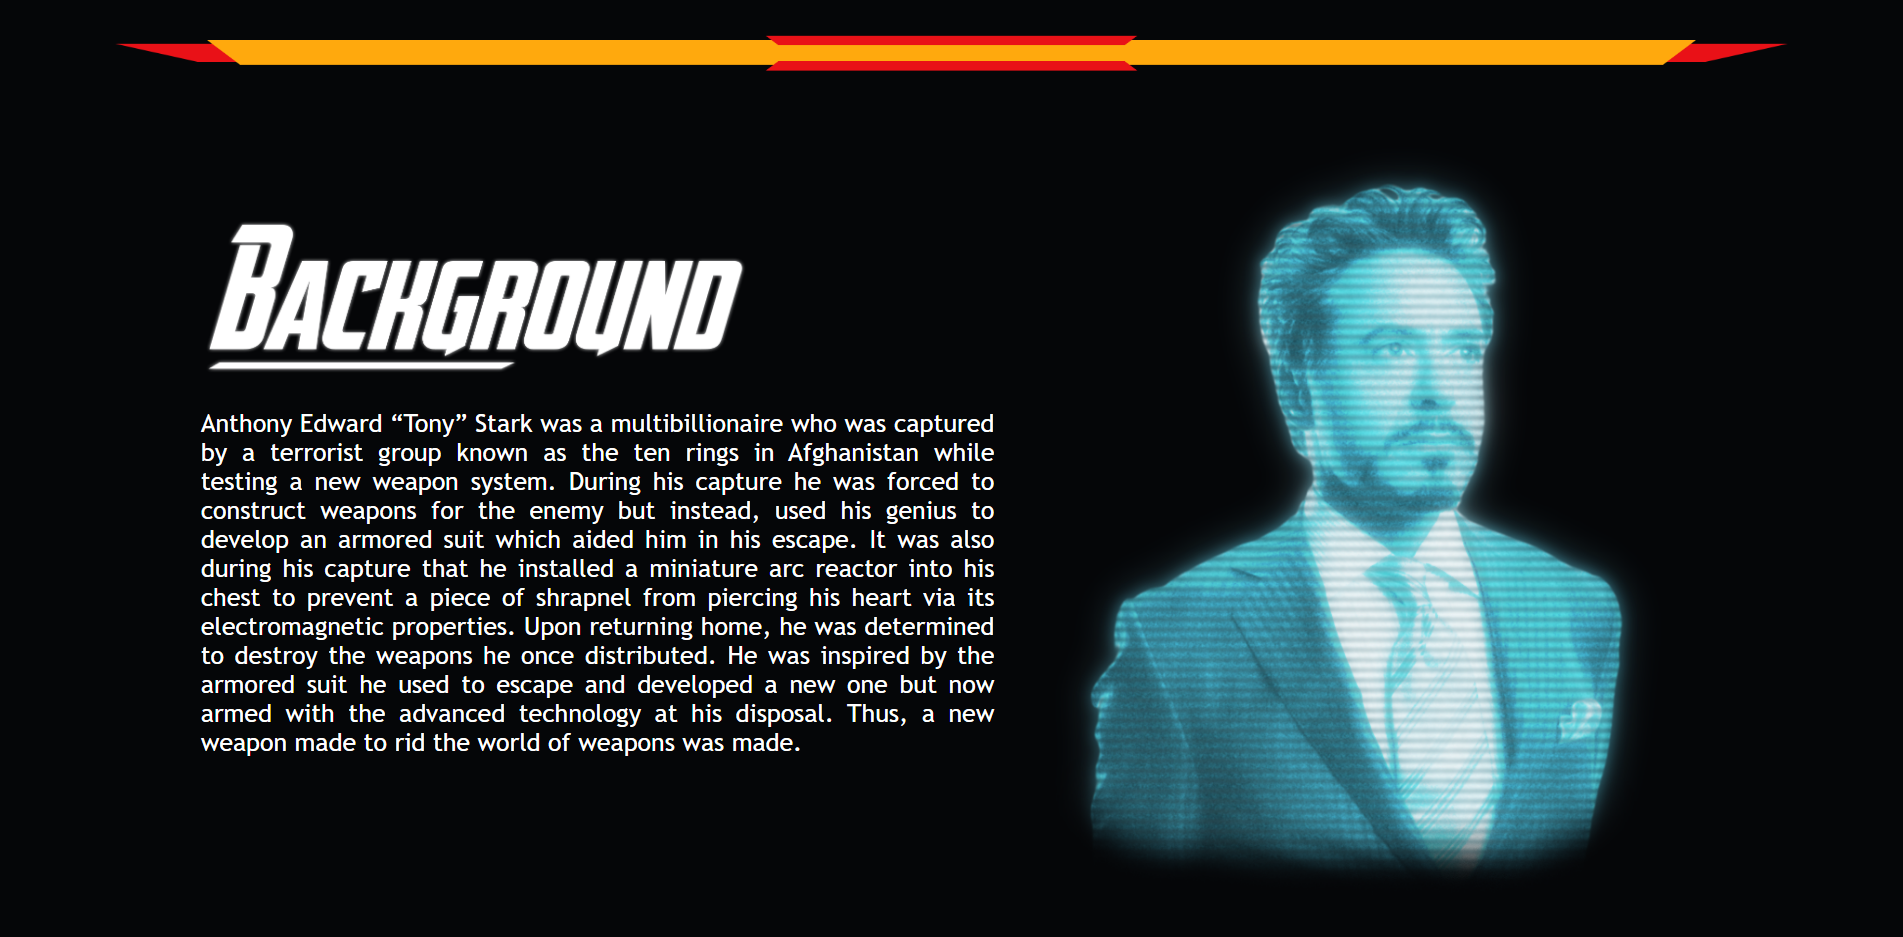 BACKGROUND
Anthony Edward “Tony” Stark was a multibillionaire who was captured
by a terrorist group known as the ten rings in Afghanistan while
testing a new weapon system. During his capture he was forced to
construct weapons for the enemy but instead, used his genius to
develop an armored suit which aided him in his escape. It was also
during his capture that he installed a miniature arc reactor into his
chest to prevent a piece of shrapnel from piercing his heart via its
electromagnetic properties. Upon returning home, he was determined
to destroy the weapons he once distributed. He was inspired by the
armored suit he used to escape and developed a new one but now
armed with the advanced technology at his disposal. Thus, a new
weapon made to rid the world of weapons was made.